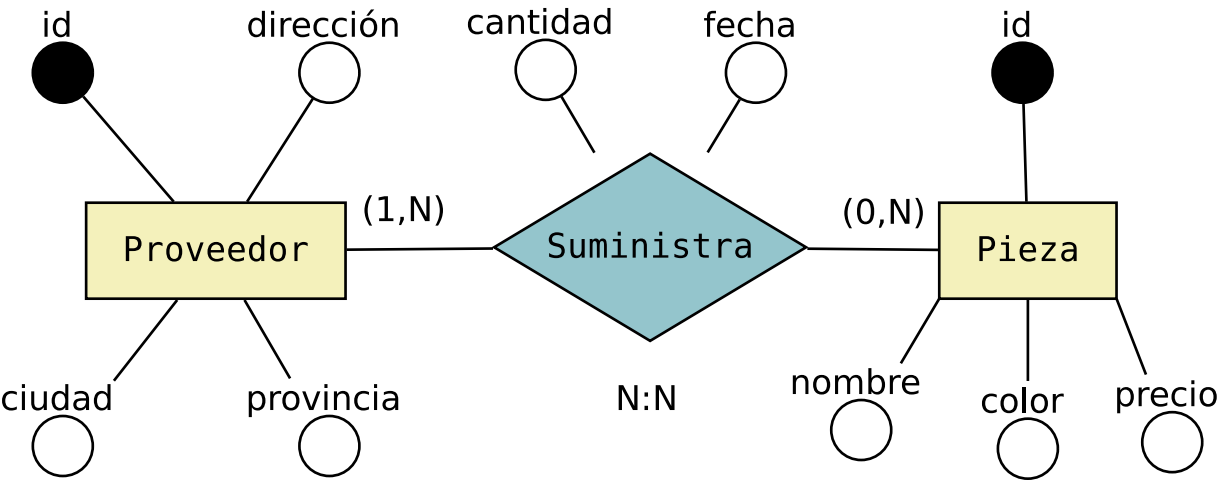 id
dirección
cantidad
fecha
id
(1,N)
(0,N)
Proveedor
Suministra
Pieza
ciudad
provincia
N:N
nombre
color
precio